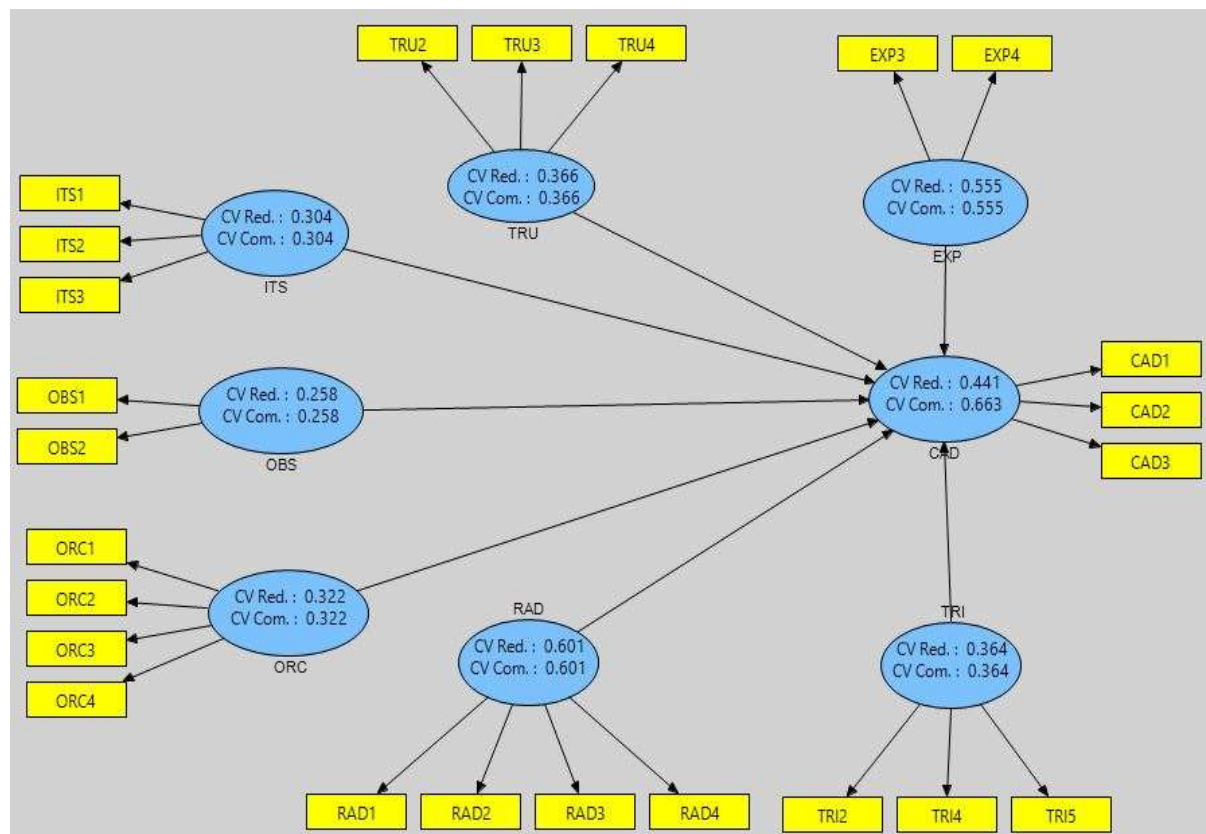 TRU2
TRU3
TRU4
EXP3
EXP4
CV Red. : 0.366
CV Com. : 0.366
TRU
CV Red. : 0.555
CV Com. : 0.555
EXP
ITS1
ITS2
ITS3
CV Red. : 0.304
CV Com. : 0.304
ITS
OBS1
OBS2
CV Red. : 0.258
CV Com. : 0.258
OBS
CV Red. : 0.441
CV Com. : 0.663
CAD
CAD1
CAD2
CAD3
ORC1
ORC2
ORC3
ORC4
CV Red. : 0.322
CV Com. : 0.322
ORC
RAD
CV Red. : 0.601
CV Com. : 0.601
TRI
CV Red. : 0.364
CV Com. : 0.364
RAD1
RAD2
RAD3
RAD4
TRI2
TRI4
TRI5